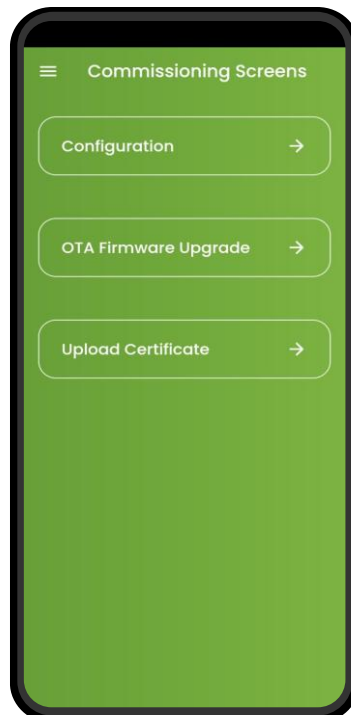 Commissioning Screens
Configuration
OTA Firmware Upgrade
Upload Certificate